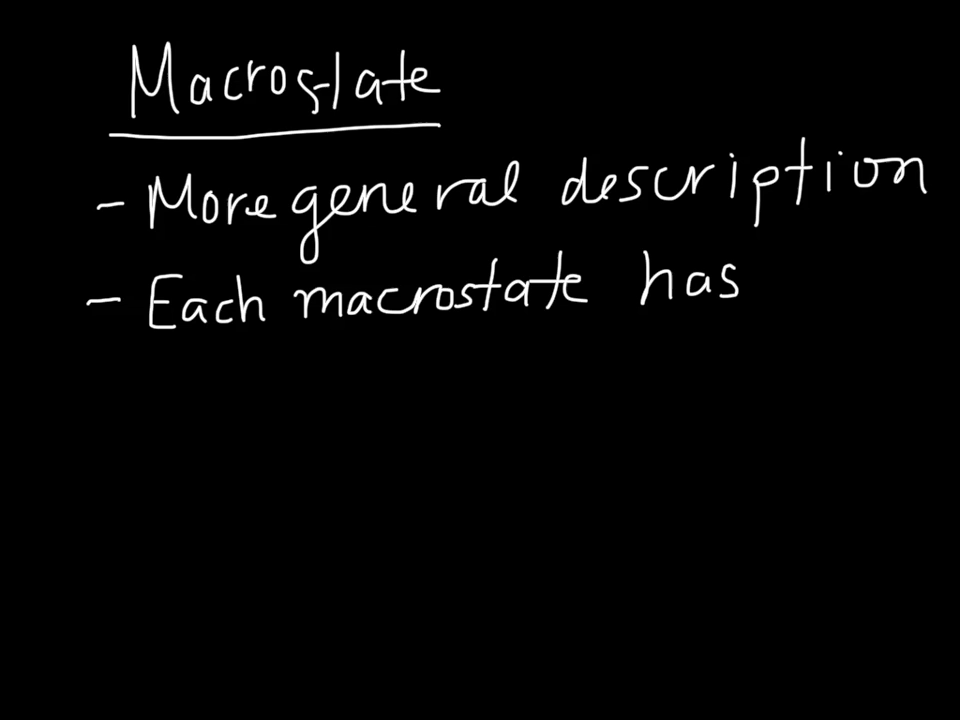 Macrostate
- More general description
- Each macrostate has